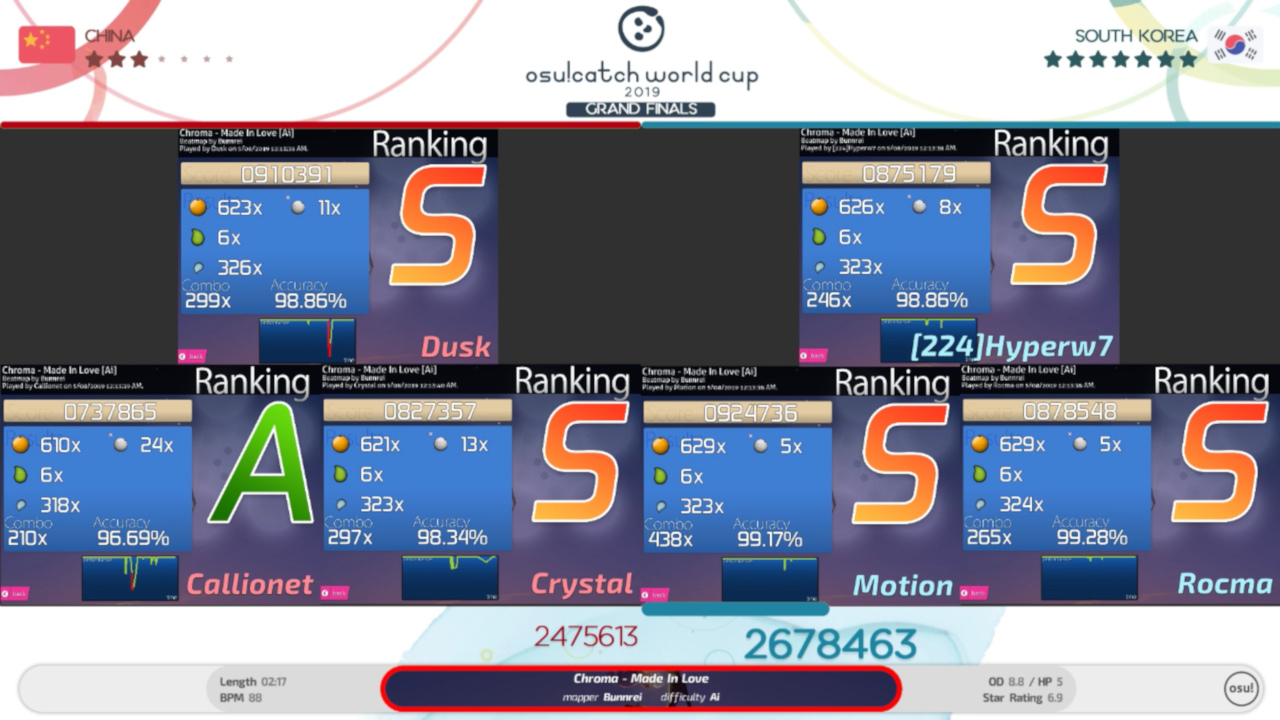 CHINA
SOUTH KOREA
osu!catch world cup
2019
GRAND FINALS
Chroma - Made In Love [Ai]
Beatmap by Bunnrei
Played by Dusk on 5/08/2019 12:13:33 AM.
Ranking
0910391
623x 11x
6x
326x
Combo Accuracy
299x 98.86%
back
Dusk
Chroma - Made In Love [Ai]
Beatmap by Bunnrei
Played by [224]Hyperw7 on 5/08/2019 12:13:36 AM.
Ranking
0875179
626x 8x
6x
323x
Combo Accuracy
246x 98.86%
back
[224]Hyperw7
Chroma - Made In Love [Ai]
Beatmap by Bunnrei
Played by Callionet on 5/08/2019 12:13:39 AM.
Ranking
0737865
610x 24x
6x
318x
Combo Accuracy
210x 96.69%
back
Callionet
Chroma - Made In Love [Ai]
Beatmap by Bunnrei
Played by Crystal on 5/08/2019 12:13:40 AM.
Ranking
0827357
621x 13x
6x
323x
Combo Accuracy
297x 98.34%
back
Crystal
Chroma - Made In Love [Ai]
Beatmap by Bunnrei
Played by Motion on 5/08/2019 12:13:36 AM.
Ranking
0924736
629x 5x
6x
323x
Combo Accuracy
438x 99.17%
back
Motion
Chroma - Made In Love [Ai]
Beatmap by Bunnrei
Played by Rocma on 5/08/2019 12:13:36 AM.
Ranking
0878548
629x 5x
6x
324x
Combo Accuracy
265x 99.28%
back
Rocma
2475613
2678463
Length 02:17
BPM 88
Chroma - Made In Love
mapper Bunnrei difficulty Ai
OD 8.8 / HP 5
Star Rating 6.9
osu!